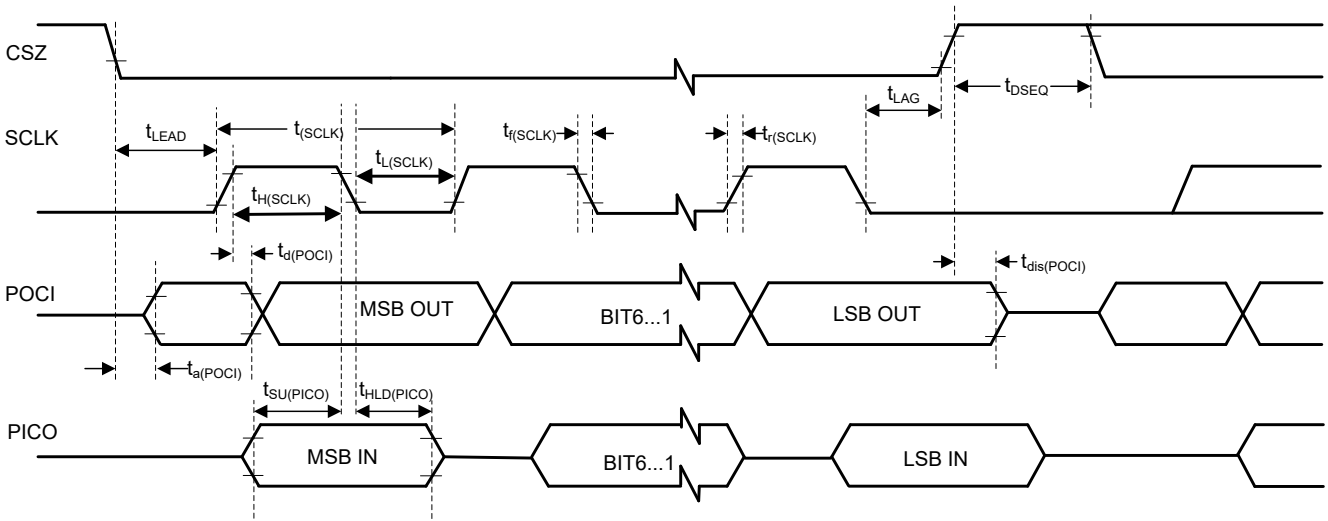 CSZ
tDSEQ
tLAG
SCLK
tLEAD
t(SCLK)
tf(SCLK)
tr(SCLK)
tL(SCLK)
tH(SCLK)
td(POCI)
tdis(POCI)
POCI
MSB OUT
BIT6...1
LSB OUT
ta(POCI)
tSU(PICO)
tHLD(PICO)
PICO
MSB IN
BIT6...1
LSB IN